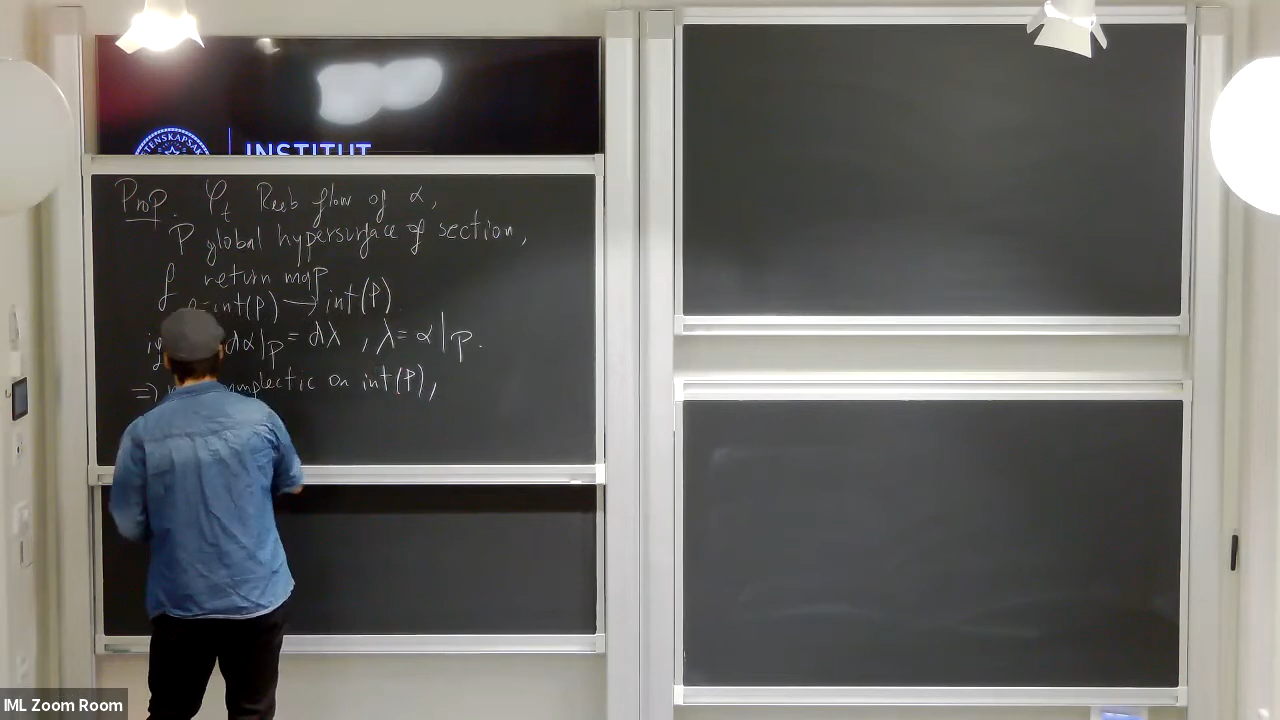 INSTITUT
Prop. φ_t Reeb flow of α,
P global hypersurface of section,
f return map
int(P) → int(P)
dα|_P = dλ , λ = α|_P.
⇒ on int(P),
IML Zoom Room